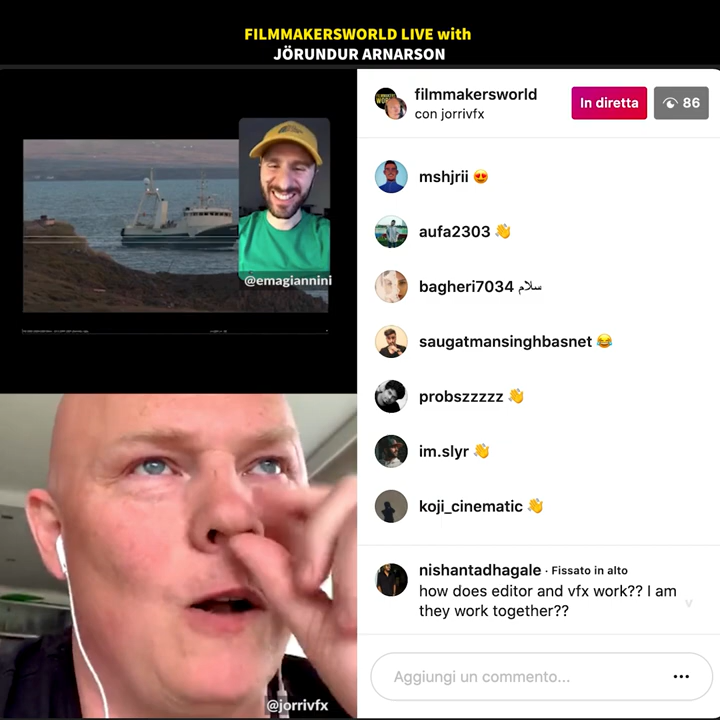 FILMMAKERSWORLD LIVE with
JÖRUNDUR ARNARSON
@emagiannini
@jorrivfx
filmmakersworld
con jorrivfx
In diretta
86
mshjrii 😍
aufa2303 👋
bagheri7034 سلام
saugatmansinghbasnet 😂
probszzzzz 👋
im.slyr 👋
koji_cinematic 👋
nishantadhagale · Fissato in alto
how does editor and vfx work?? I am
they work together??
Aggiungi un commento...